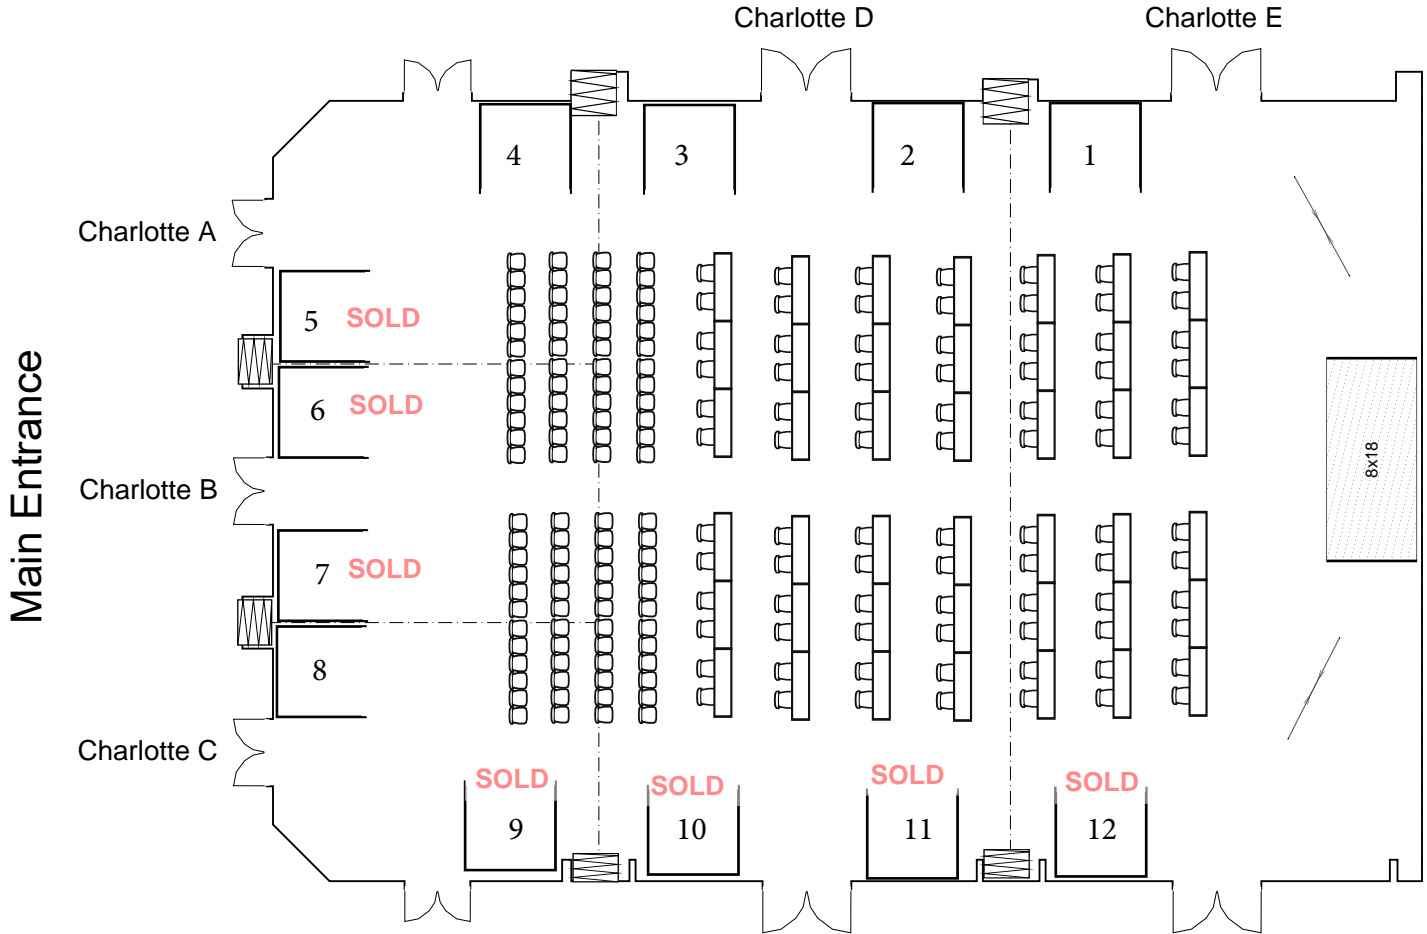 Charlotte D
Charlotte E
4
3
2
1
Charlotte A
5 SOLD
6 SOLD
Main Entrance
8x18
Charlotte B
7 SOLD
8
Charlotte C
SOLD
SOLD
SOLD
SOLD
9
10
11
12